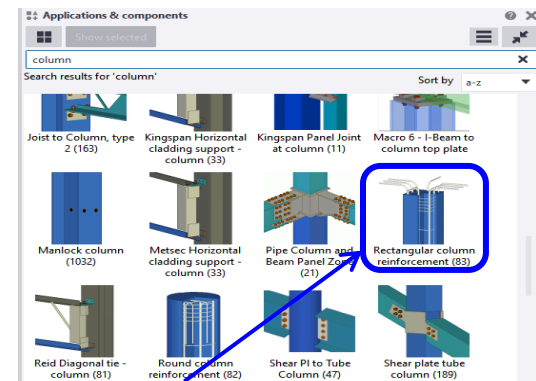 Applications & components
Show selected
column
Search results for 'column'
Sort by a-z
Joist to Column, type 2 (163)
Kingspan Horizontal cladding support - column (33)
Kingspan Panel Joint at column (11)
Macro 6 - I-Beam to column top plate
Manlock column (1032)
Metsec Horizontal cladding support - column (33)
Pipe Column and Beam Panel Zone (21)
Rectangular column reinforcement (83)
Reid Diagonal tie - column (81)
Round column reinforcement (82)
Shear Pl to Tube Column (47)
Shear plate tube column (189)